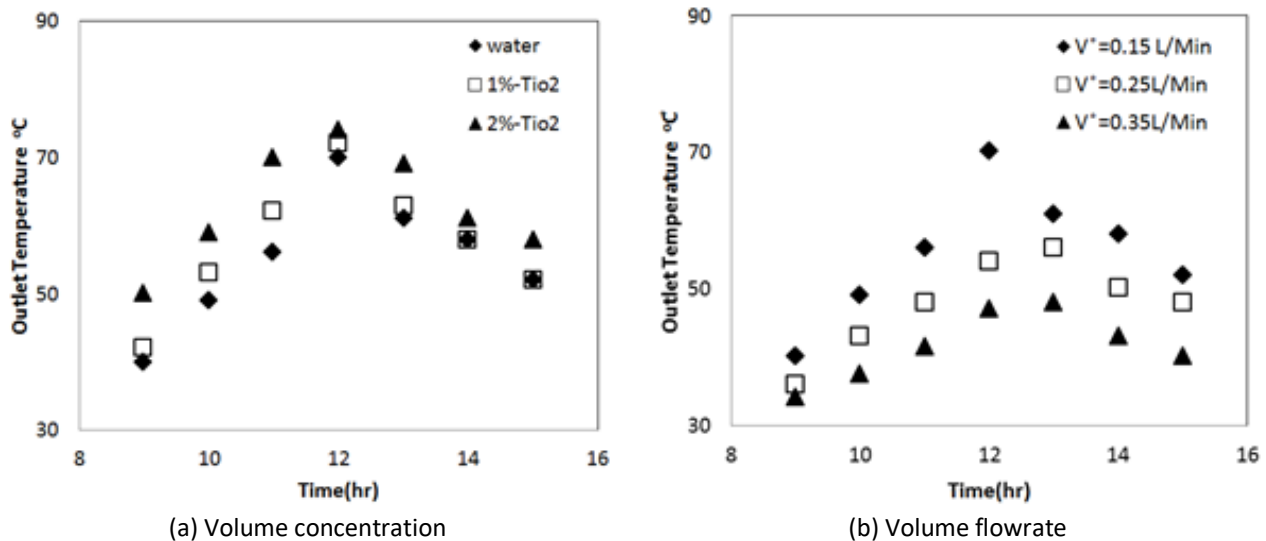 90
70
50
30
Outlet Temperature ºC
water
1%-Tio2
2%-Tio2
8 10 12 14 16
Time(hr)
(a) Volume concentration
90
70
50
30
Outlet Temperature ºC
V˚=0.15 L/Min
V˚=0.25L/Min
V˚=0.35L/Min
8 10 12 14 16
Time(hr)
(b) Volume flowrate